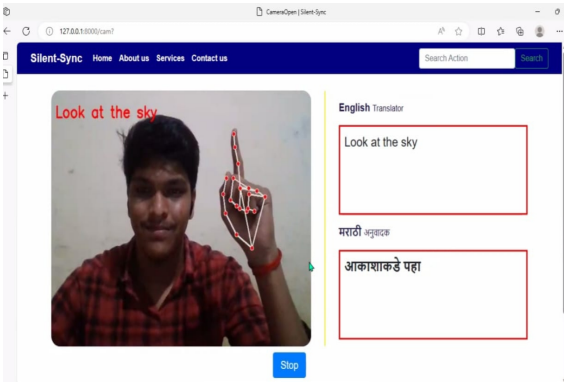 CameraOpen | Silent-Sync
127.0.0.1:8000/cam?
Silent-Sync Home About us Services Contact us Search Action Search
Look at the sky
English Translator
Look at the sky
मराठी अनुवादक
आकाशाकडे पहा
Stop